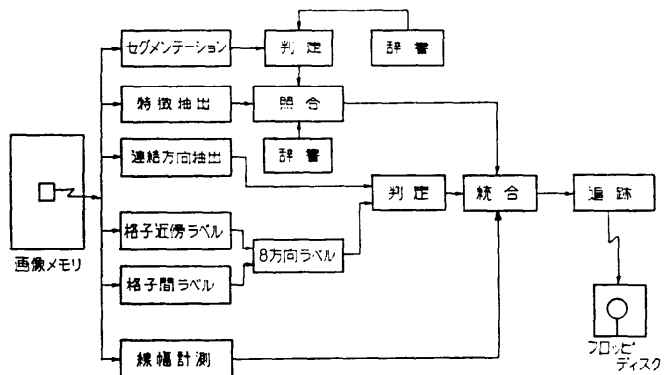 セグメンテーション
判定
辞書
特徴抽出
照合
連結方向抽出
辞書
判定
統合
追跡
画像メモリ
格子近傍ラベル
8方向ラベル
格子間ラベル
線幅計測
フロッピ
ディスク